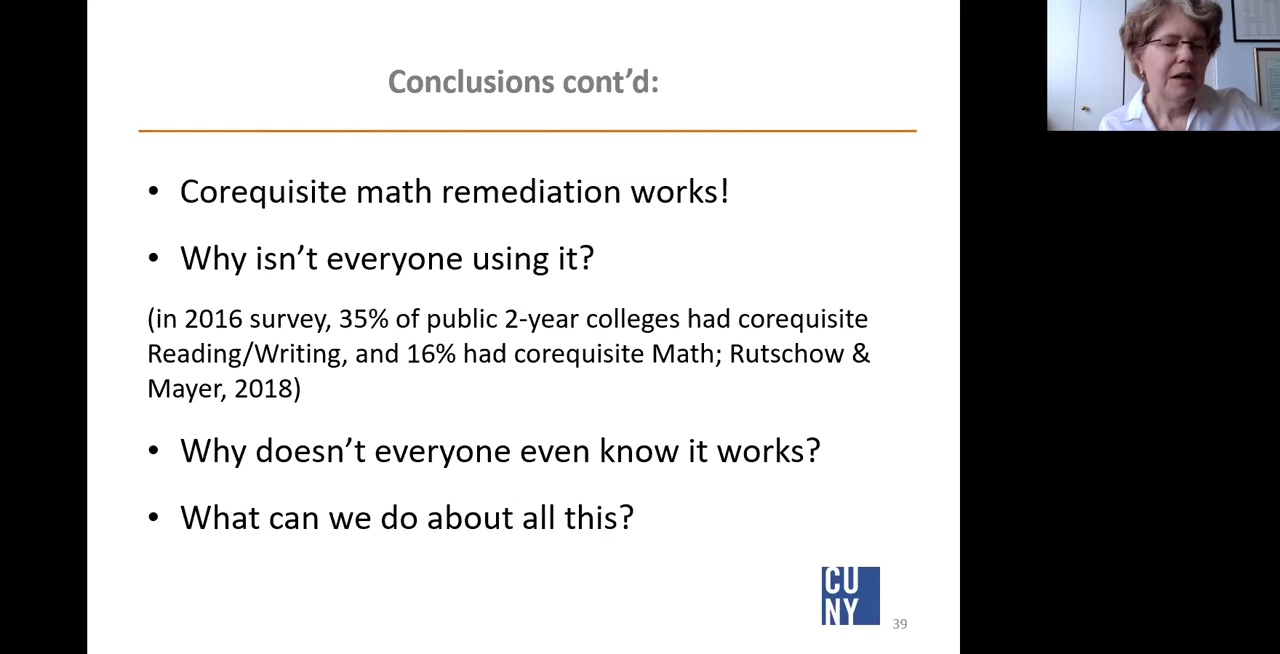 Conclusions cont’d:
• Corequisite math remediation works!
• Why isn’t everyone using it?
(in 2016 survey, 35% of public 2-year colleges had corequisite
Reading/Writing, and 16% had corequisite Math; Rutschow &
Mayer, 2018)
• Why doesn’t everyone even know it works?
• What can we do about all this?
CU
NY
39